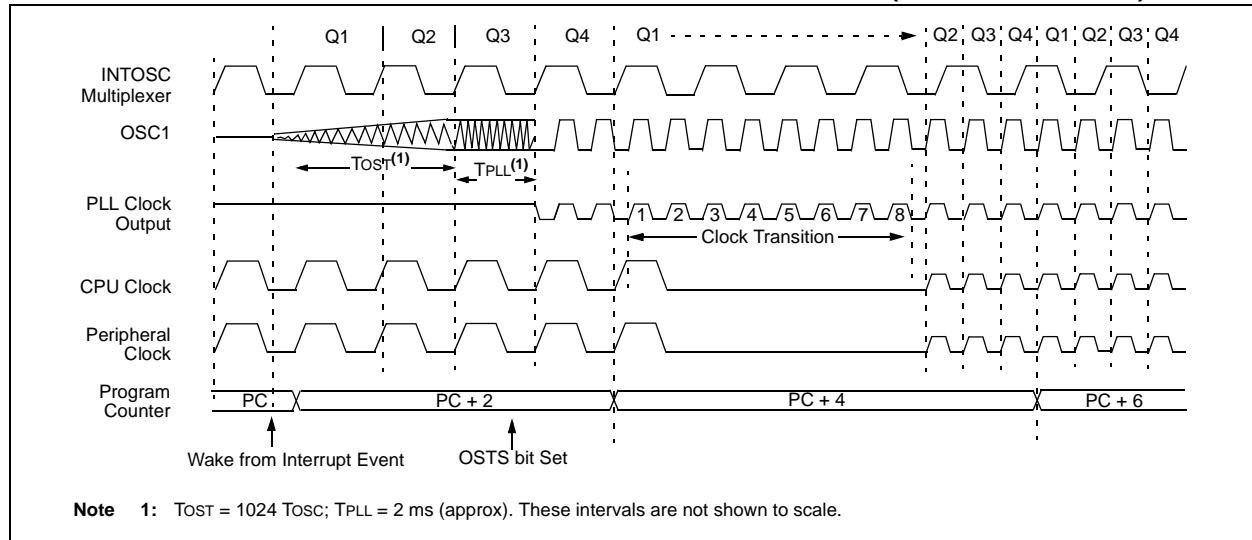 Q1 Q2 Q3 Q4 Q1 Q2 Q3 Q4 Q1 Q2 Q3 Q4
INTOSC
Multiplexer
OSC1
TOST(1)
TPLL(1)
PLL Clock
Output
1 2 3 4 5 6 7 8
Clock Transition
CPU Clock
Peripheral
Clock
Program
Counter
PC PC + 2 PC + 4 PC + 6
Wake from Interrupt Event OSTS bit Set
Note 1: TOST = 1024 TOSC; TPLL = 2 ms (approx). These intervals are not shown to scale.